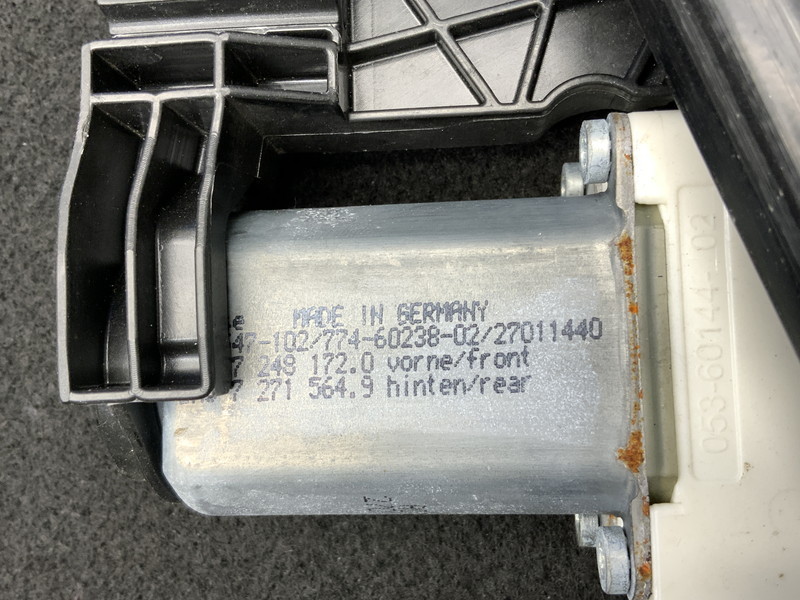 MADE IN GERMANY
47-102/774-60238-02/27011440
7 248 172.0 vorne/front
7 271 564.9 hinten/rear
053-60144-02